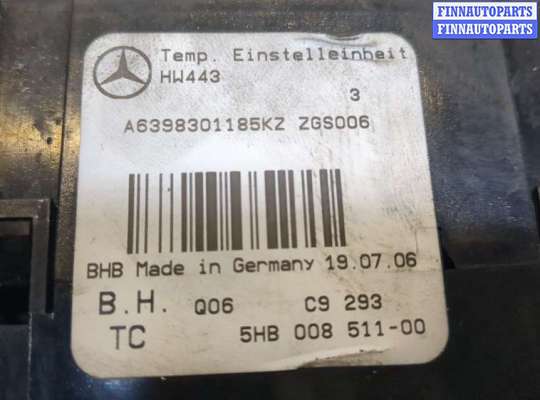 FINNAUTOPARTS
FINNAUTOPARTS
Temp. Einstelleinheit
HW443
3
A6398301185KZ ZGS006
BHB Made in Germany 19.07.06
B.H. Q06 C9 293
TC 5HB 008 511-00